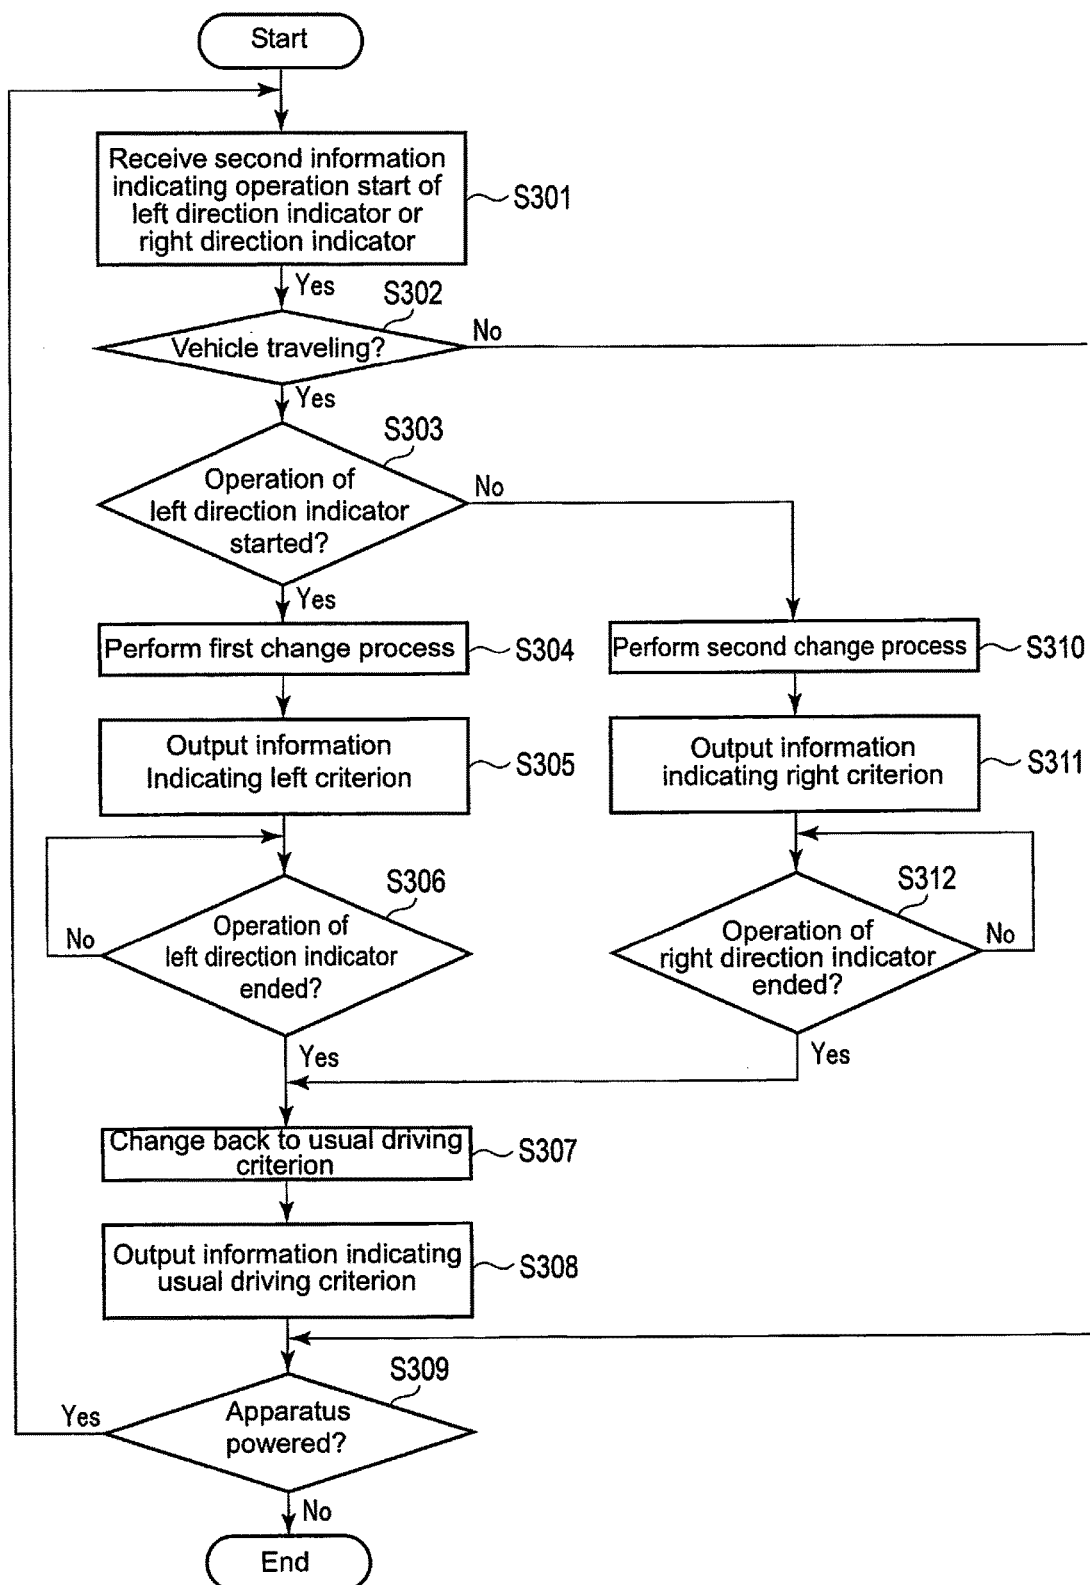 Start
Receive second information
indicating operation start of
left direction indicator or
right direction indicator
S301
Yes
S302
Vehicle traveling?
No
Yes
S303
Operation of
left direction indicator
started?
No
Yes
Perform first change process
S304
Perform second change process
S310
Output information
Indicating left criterion
S305
Output information
indicating right criterion
S311
S306
Operation of
left direction indicator
ended?
No
S312
Operation of
right direction indicator
ended?
No
Yes
Yes
Change back to usual driving
criterion
S307
Output information indicating
usual driving criterion
S308
S309
Apparatus
powered?
Yes
No
End